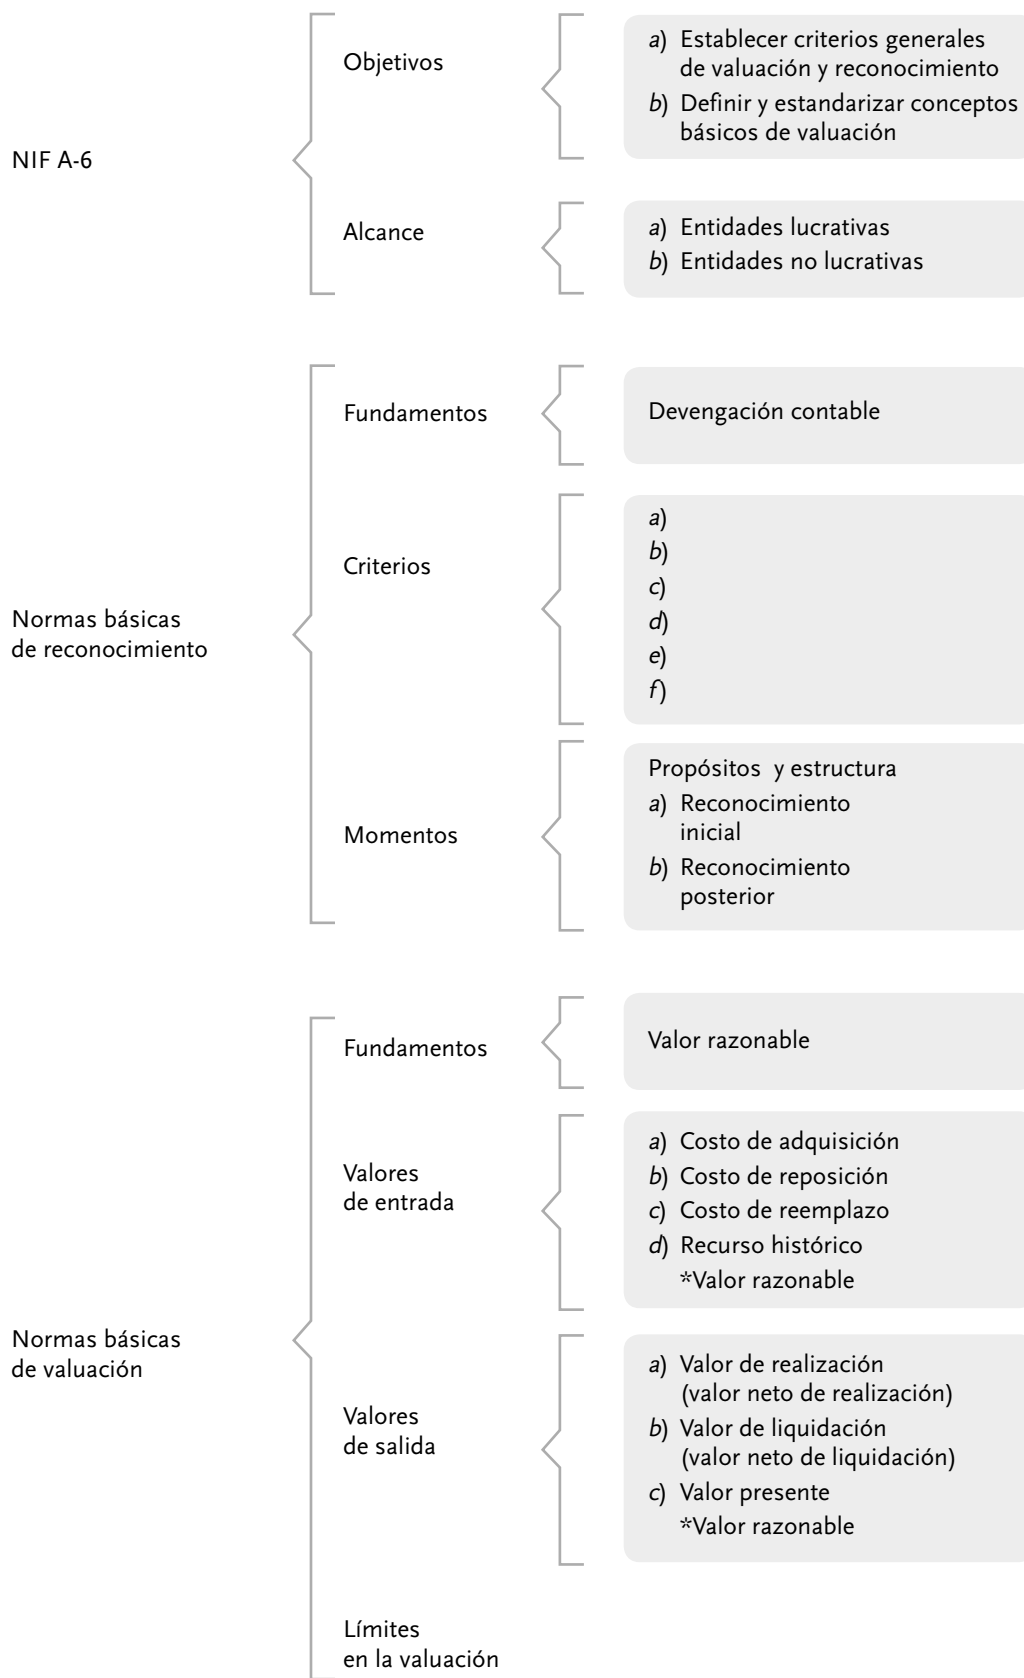 NIF A-6
Objetivos
a) Establecer criterios generales
de valuación y reconocimiento
b) Definir y estandarizar conceptos
básicos de valuación
Alcance
a) Entidades lucrativas
b) Entidades no lucrativas
Normas básicas
de reconocimiento
Fundamentos
Devengación contable
Criterios
a)
b)
c)
d)
e)
f)
Momentos
Propósitos y estructura
a) Reconocimiento
inicial
b) Reconocimiento
posterior
Normas básicas
de valuación
Fundamentos
Valor razonable
Valores
de entrada
a) Costo de adquisición
b) Costo de reposición
c) Costo de reemplazo
d) Recurso histórico
*Valor razonable
Valores
de salida
a) Valor de realización
(valor neto de realización)
b) Valor de liquidación
(valor neto de liquidación)
c) Valor presente
*Valor razonable
Límites
en la valuación